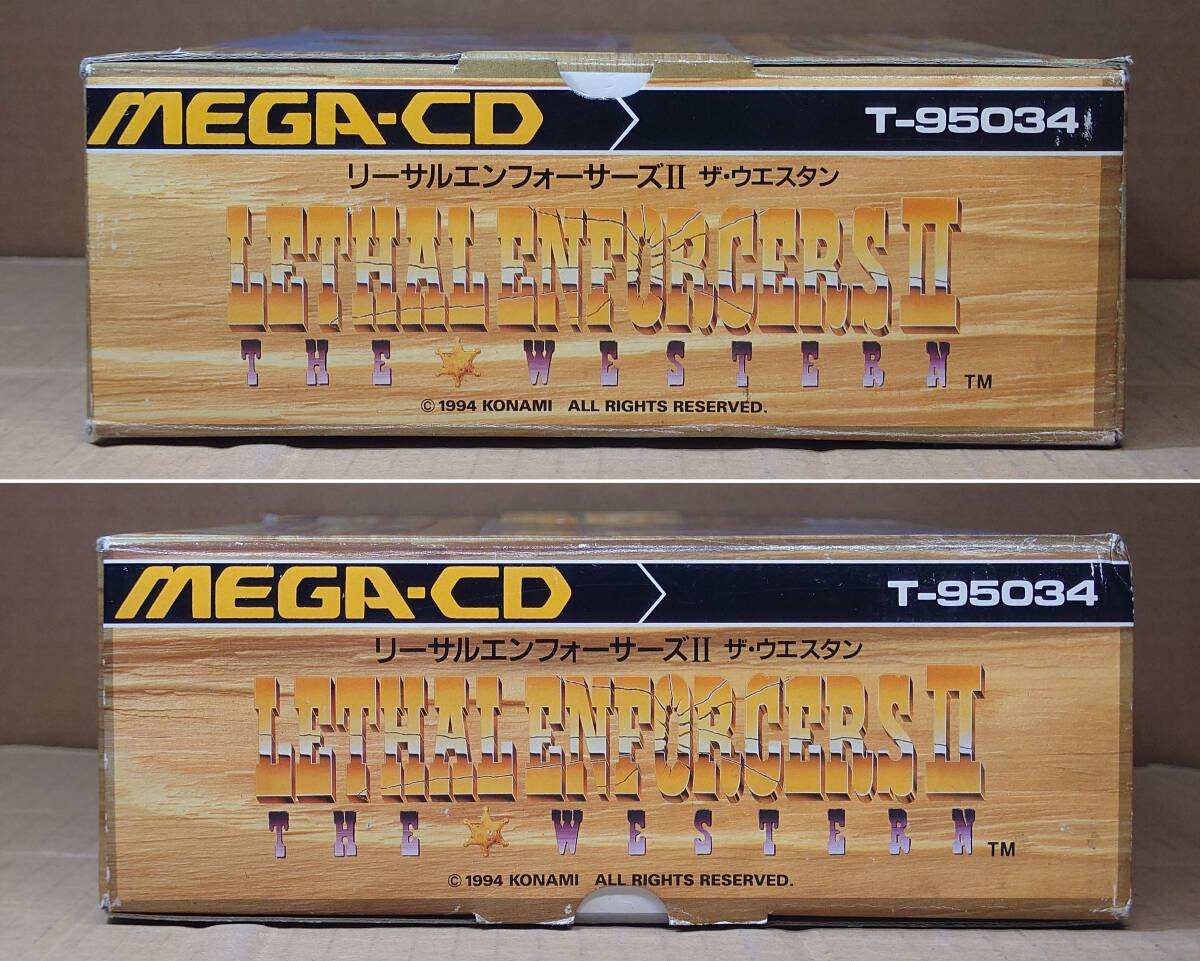 MEGA-CD T-95034
リーサルエンフォーサーズII ザ・ウエスタン
LETHAL ENFORCERS II
THE WESTERN TM
© 1994 KONAMI ALL RIGHTS RESERVED.
MEGA-CD T-95034
リーサルエンフォーサーズII ザ・ウエスタン
LETHAL ENFORCERS II
THE WESTERN TM
© 1994 KONAMI ALL RIGHTS RESERVED.